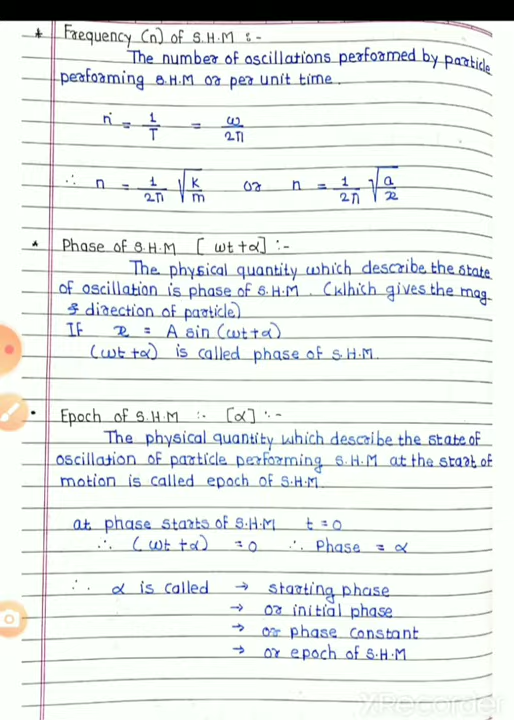 * Frequency (n) of S.H.M :-
The number of oscillations performed by particle
performing S.H.M or per unit time.
n = 1/T = ω/2π
∴ n = 1/2π √k/m or n = 1/2π √a/x
* Phase of S.H.M [ ωt+α] :-
The physical quantity which describe the state
of oscillation is phase of S.H.M. (Which gives the mag.
& direction of particle)
If x = A sin (ωt+α)
(ωt+α) is called phase of S.H.M.
• Epoch of S.H.M :- [α] :-
The physical quantity which describe the state of
oscillation of particle performing S.H.M at the start of
motion is called epoch of S.H.M.
at phase starts of S.H.M t=0
∴ (ωt+α) =0 ∴ Phase = α
∴ α is called → starting phase
→ or initial phase
→ or phase constant
→ or epoch of S.H.M
XRecorder